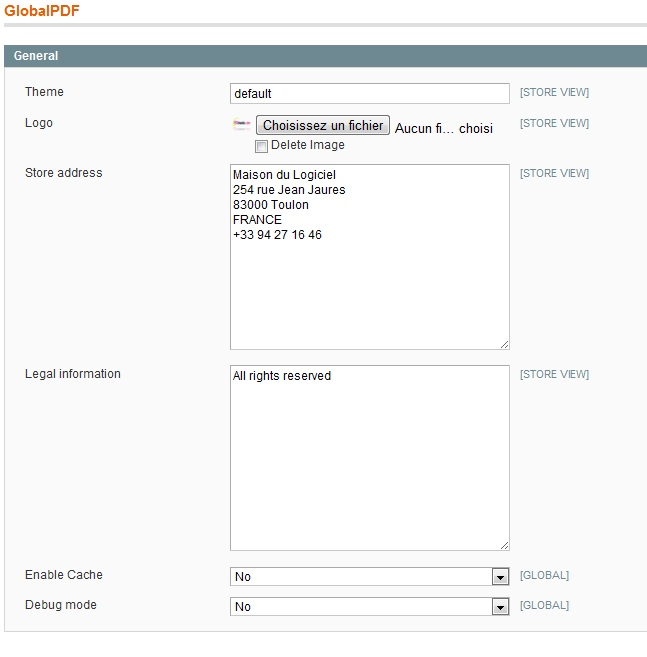 GlobalPDF
General
Theme default [STORE VIEW]
Logo Choisissez un fichier Aucun fi... choisi [STORE VIEW]
Delete Image
Store address [STORE VIEW]
Maison du Logiciel
254 rue Jean Jaures
83000 Toulon
FRANCE
+33 94 27 16 46
Legal information All rights reserved [STORE VIEW]
Enable Cache No [GLOBAL]
Debug mode No [GLOBAL]